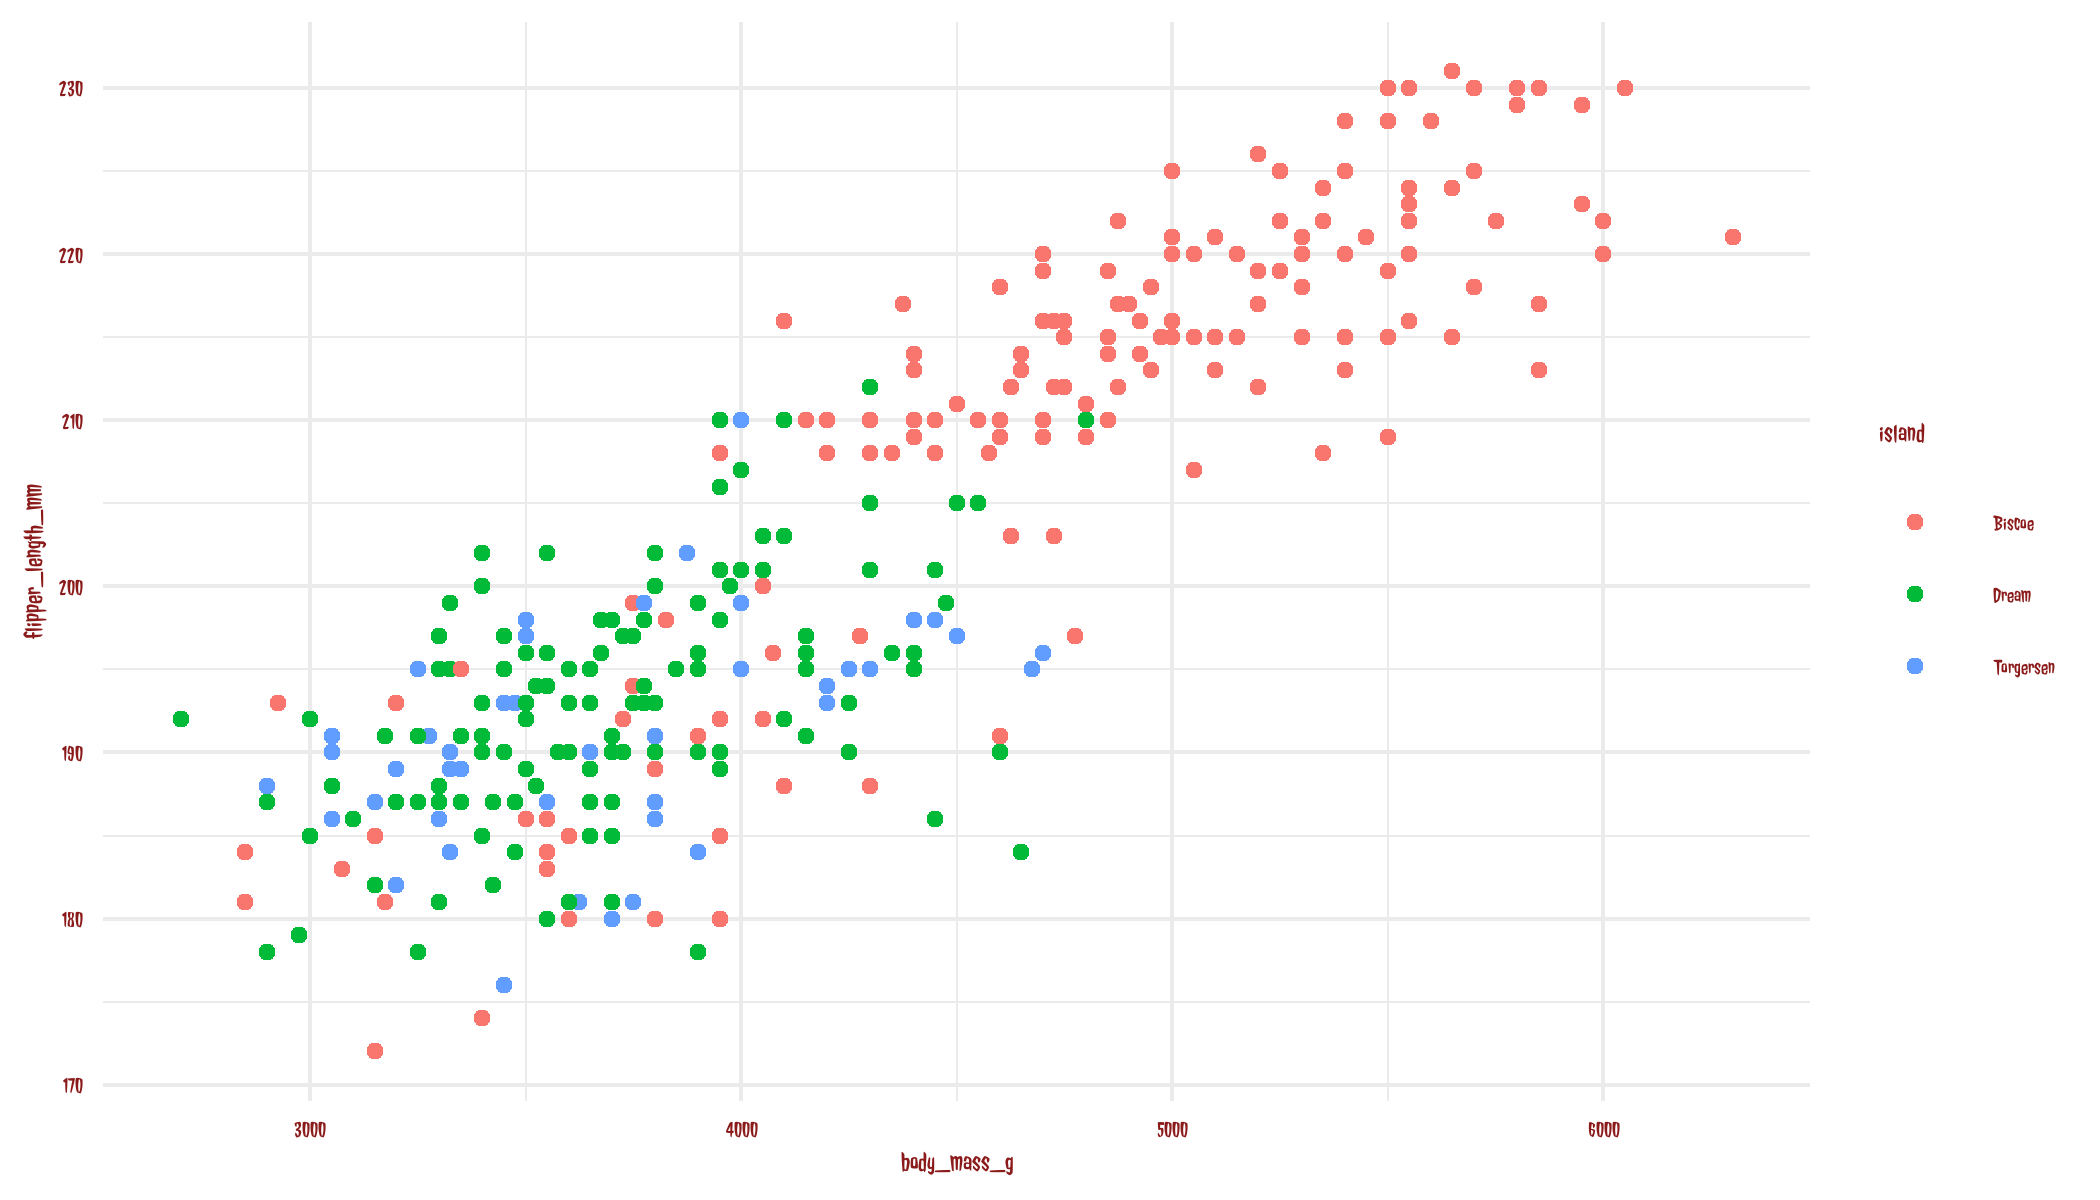 230
220
210
200
190
180
170
flipper_length_mm
3000 4000 5000 6000
body_mass_g
island
Biscoe
Dream
Torgersen